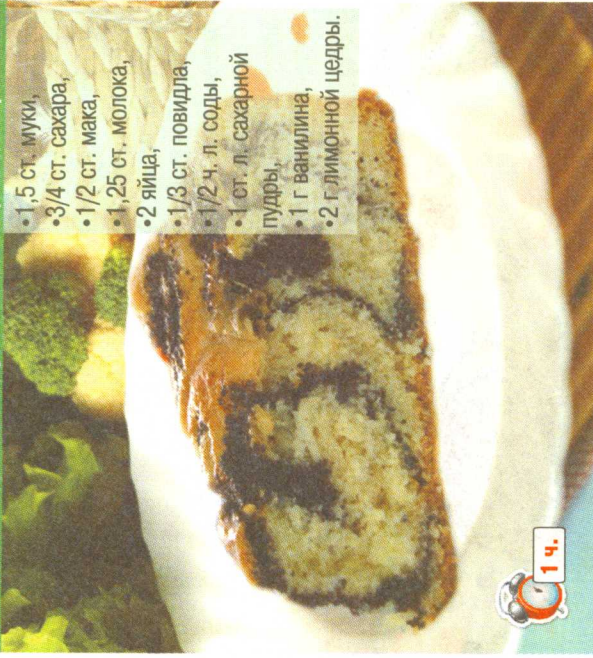 •1,5 ст. муки,
•3/4 ст. сахара,
•1/2 ст. мака,
•1,25 ст. молока,
•2 яйца,
•1/3 ст. повидла,
•1/2 ч. л. соды,
•1 ст. л. сахарной
пудры,
•1 г ванилина,
•2 г лимонной цедры.
1 ч.